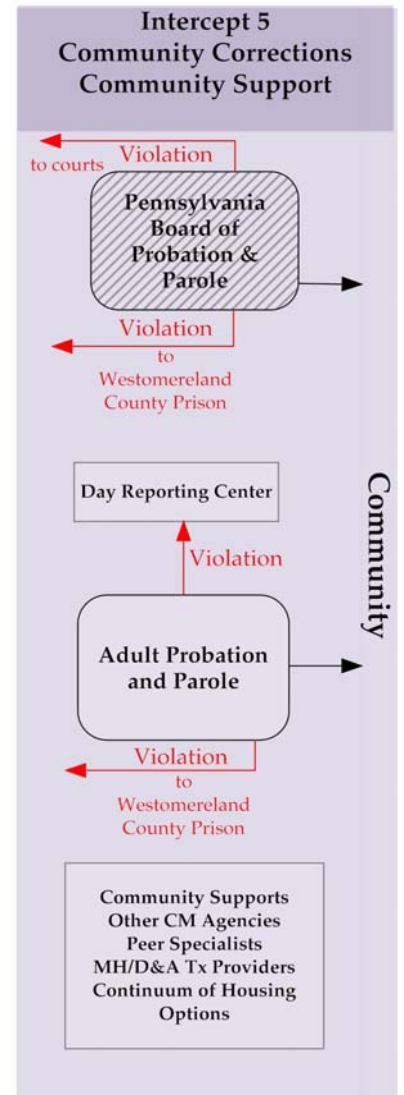 Intercept 5
Community Corrections
Community Support
Violation
to courts
Pennsylvania
Board of
Probation &
Parole
Violation
to
Westomereland
County Prison
Day Reporting Center
Violation
Community
Adult Probation
and Parole
Violation
to
Westomereland
County Prison
Community Supports
Other CM Agencies
Peer Specialists
MH/D&A Tx Providers
Continuum of Housing
Options